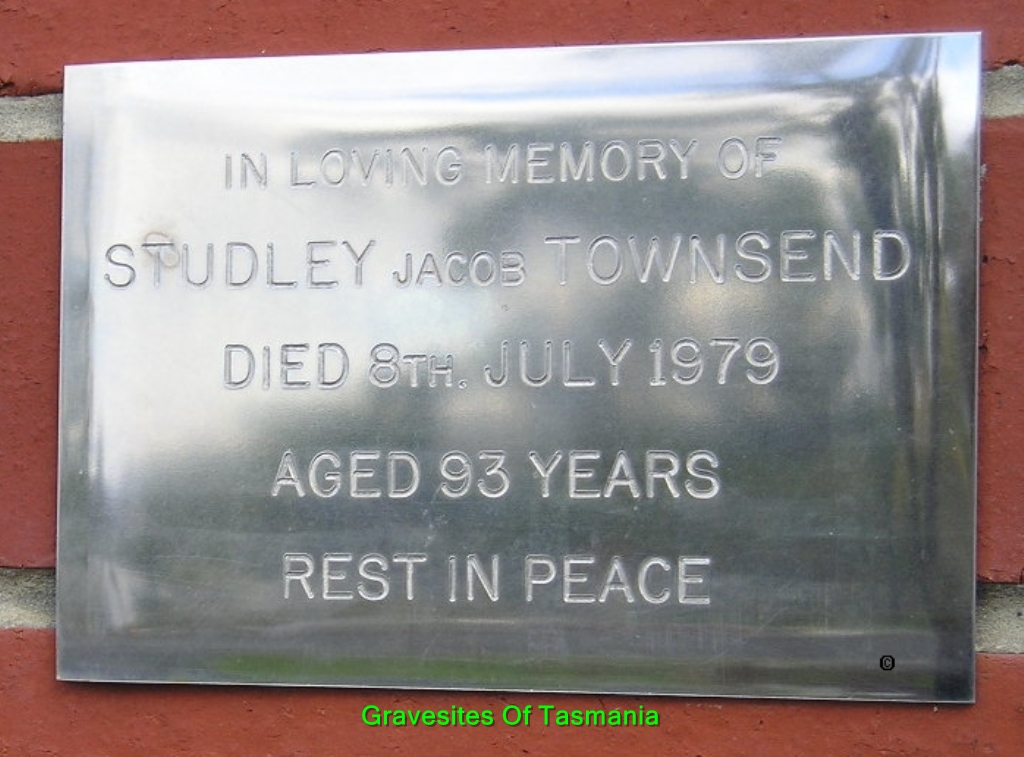 IN LOVING MEMORY OF
STUDLEY JACOB TOWNSEND
DIED 8TH. JULY 1979
AGED 93 YEARS
REST IN PEACE
©
Gravesites Of Tasmania